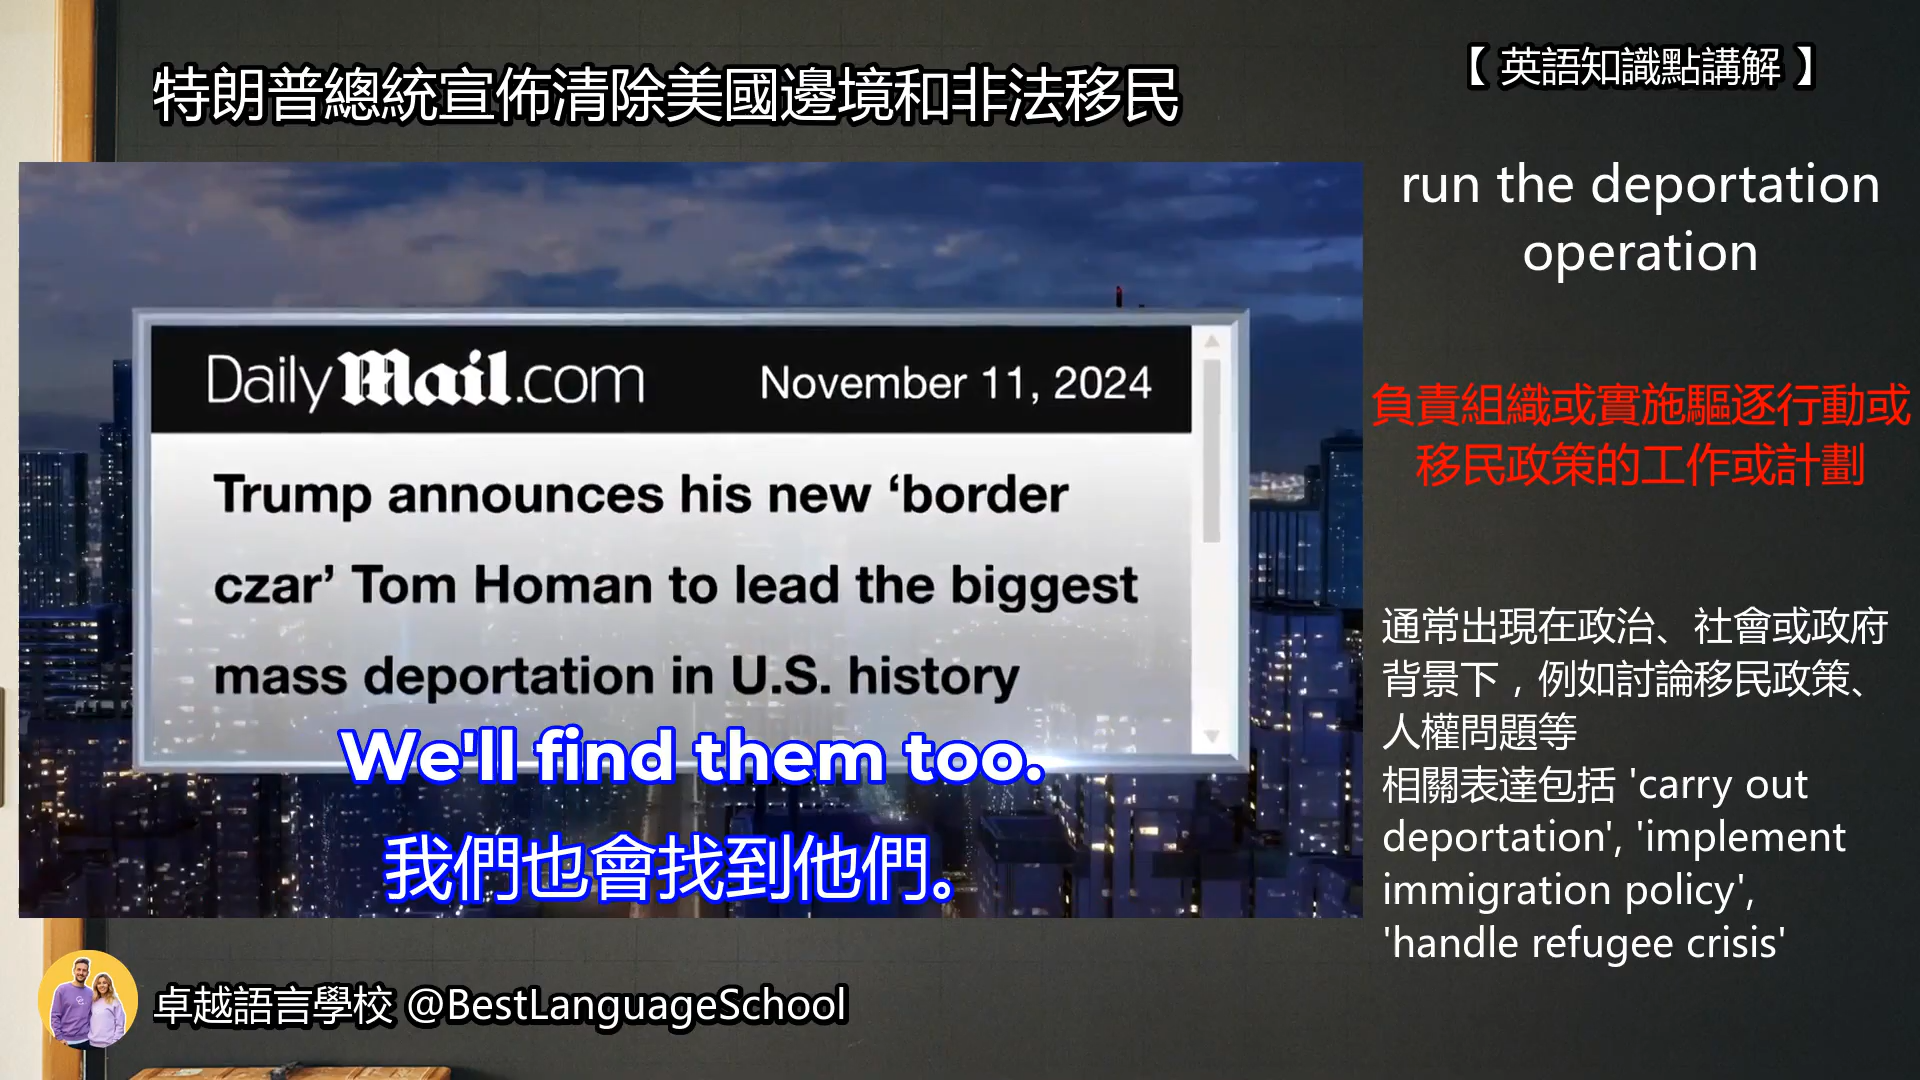 特朗普總統宣佈清除美國邊境和非法移民
【 英語知識點講解 】
run the deportation
operation
負責組織或實施驅逐行動或
移民政策的工作或計劃
通常出現在政治、社會或政府
背景下，例如討論移民政策、
人權問題等
相關表達包括 'carry out
deportation', 'implement
immigration policy',
'handle refugee crisis'
DailyMail.com
November 11, 2024
Trump announces his new ‘border
czar’ Tom Homan to lead the biggest
mass deportation in U.S. history
We'll find them too.
我們也會找到他們。
卓越語言學校 @BestLanguageSchool